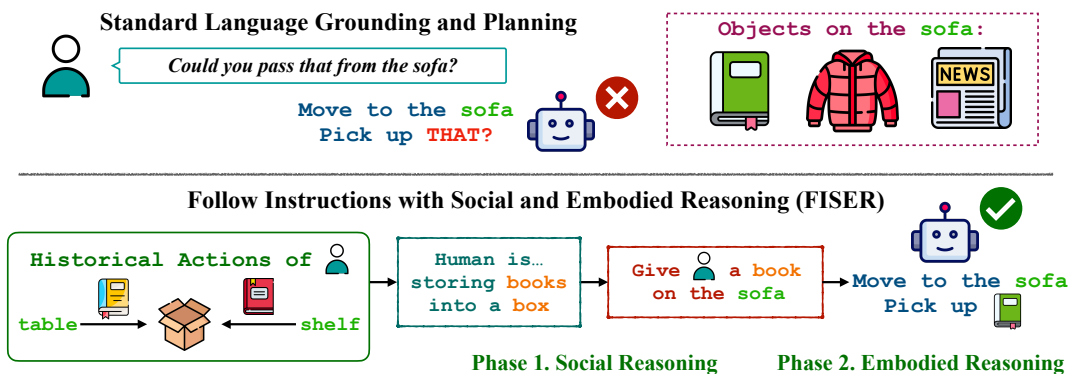 Standard Language Grounding and Planning
Could you pass that from the sofa?
Move to the sofa
Pick up THAT?
Objects on the sofa:
NEWS
Follow Instructions with Social and Embodied Reasoning (FISER)
Historical Actions of
table
shelf
Human is…
storing books
into a box
Give a book
on the sofa
Move to the sofa
Pick up
Phase 1. Social Reasoning
Phase 2. Embodied Reasoning